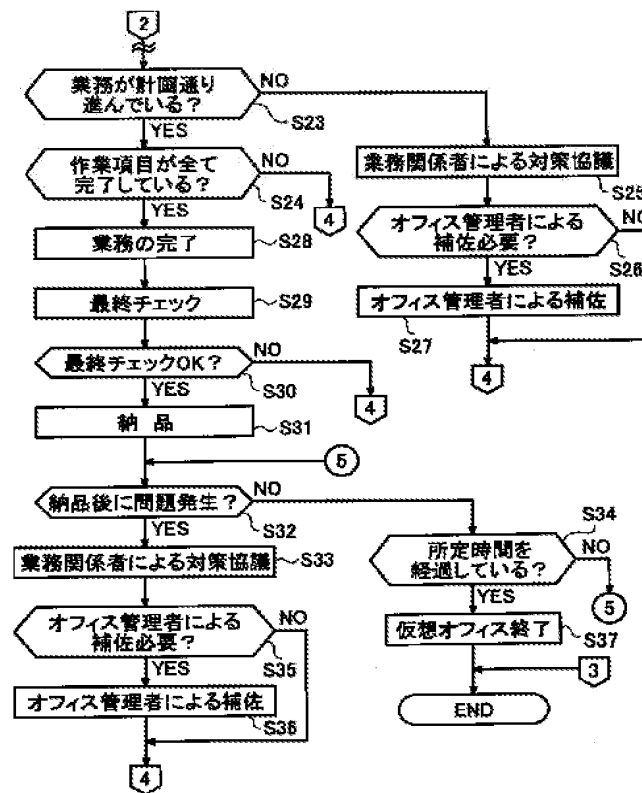 2
業務が計画通り
進んでいる？
NO
S23
YES
作業項目が全て
完了している？
NO
S24
4
YES
業務の完了
S28
最終チェック
S29
最終チェックOK？
NO
S30
4
YES
納 品
S31
5
納品後に問題発生？
NO
S32
YES
業務関係者による対策協議
S33
オフィス管理者による
補佐必要？
NO
S35
YES
オフィス管理者による補佐
S36
4
業務関係者による対策協議
S25
オフィス管理者による
補佐必要？
NO
S26
YES
オフィス管理者による補佐
S27
4
S34
所定時間を
経過している？
NO
5
YES
仮想オフィス終了
S37
3
END